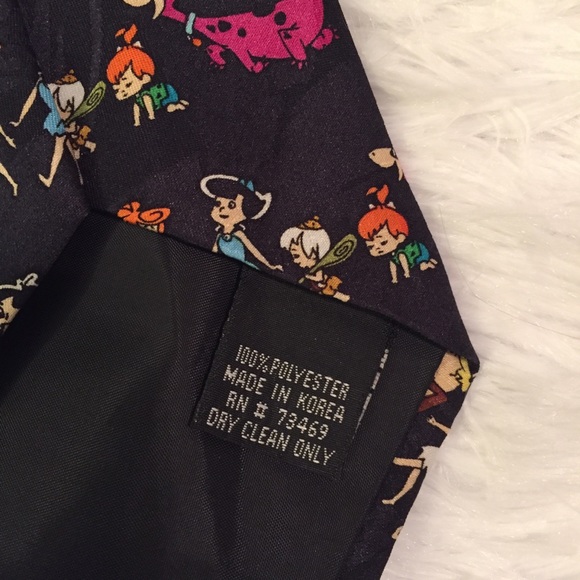 100% POLYESTER
MADE IN KOREA
RN # 73469
DRY CLEAN ONLY